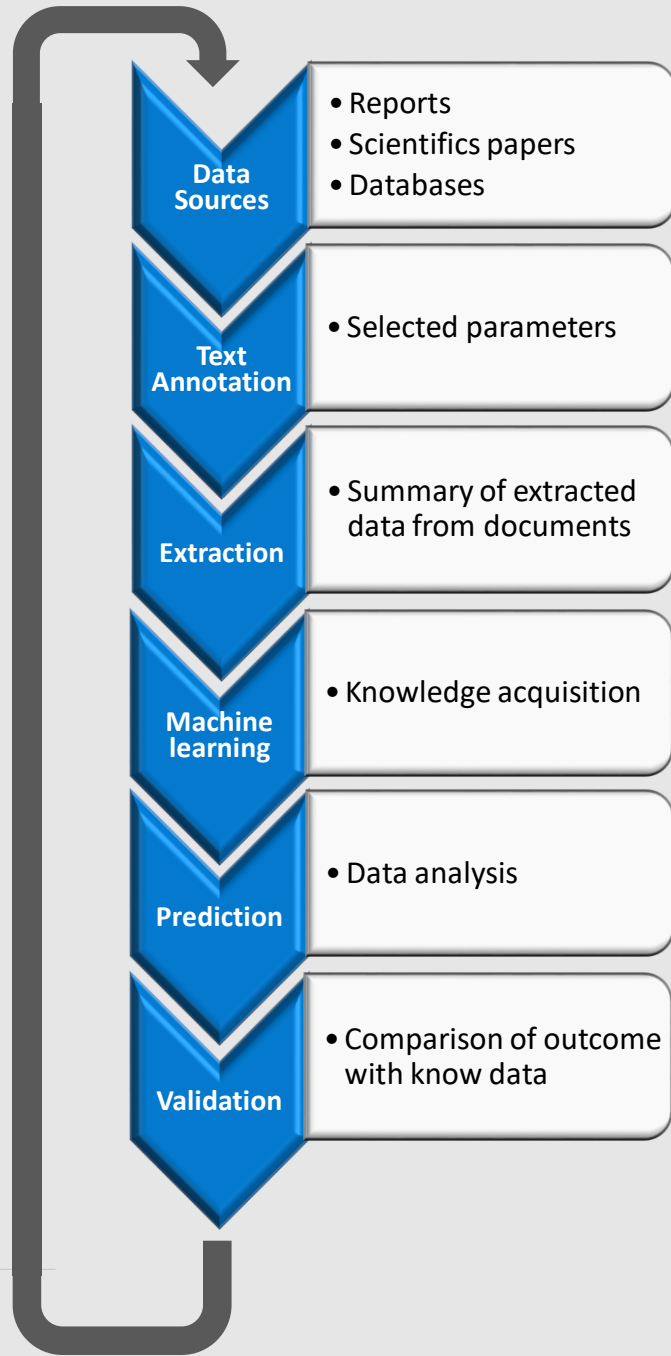 Data
Sources
• Reports
• Scientifics papers
• Databases
Text
Annotation
• Selected parameters
Extraction
• Summary of extracted
data from documents
Machine
learning
• Knowledge acquisition
Prediction
• Data analysis
Validation
• Comparison of outcome
with know data